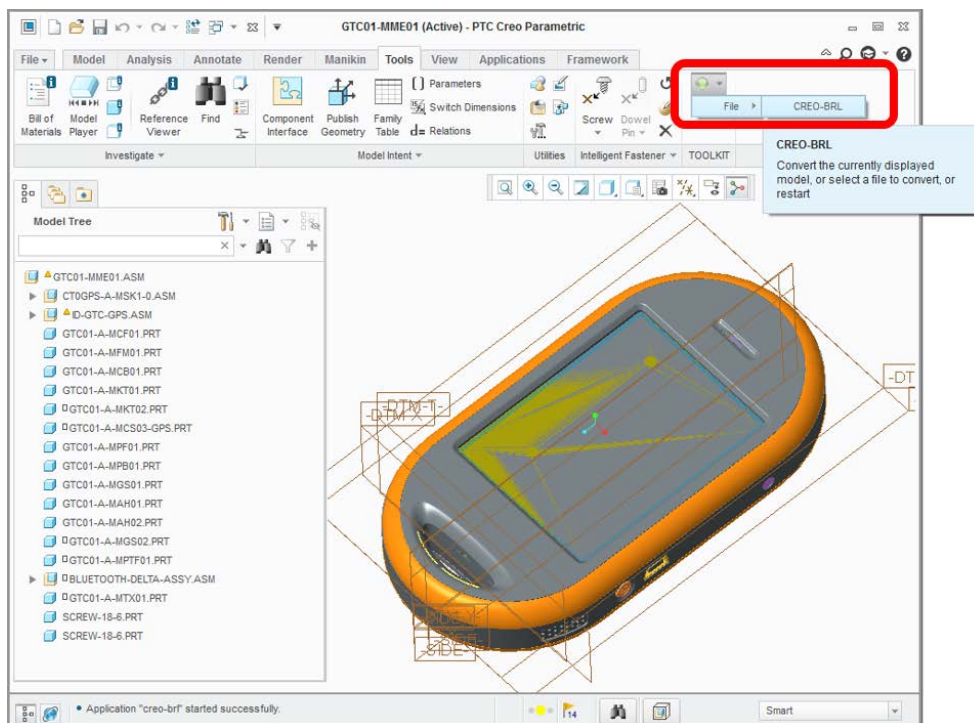 GTC01-MME01 (Active) - PTC Creo Parametric
File Model Analysis Annotate Render Manikin Tools View Applications Framework
Bill of Materials
Model Player
Reference Viewer
Find
Component Interface
Publish Geometry
Family Table
Parameters
Switch Dimensions
d= Relations
Screw
Dowel Pin
File CREO-BRL
Investigate Model Intent Utilities Intelligent Fastener TOOLKIT
CREO-BRL
Convert the currently displayed
model, or select a file to convert, or
restart
Model Tree
GTC01-MME01.ASM
CT0GPS-A-MSK1-0.ASM
ID-GTC-GPS.ASM
GTC01-A-MCF01.PRT
GTC01-A-MFM01.PRT
GTC01-A-MCB01.PRT
GTC01-A-MKT01.PRT
GTC01-A-MKT02.PRT
GTC01-A-MCS03-GPS.PRT
GTC01-A-MPF01.PRT
GTC01-A-MPB01.PRT
GTC01-A-MGS01.PRT
GTC01-A-MAH01.PRT
GTC01-A-MAH02.PRT
GTC01-A-MGS02.PRT
GTC01-A-MPTF01.PRT
BLUETOOTH-DELTA-ASSY.ASM
GTC01-A-MTX01.PRT
SCREW-18-6.PRT
SCREW-18-6.PRT
-DTM-T-
-DTM-X-
-DT
-SIDE-
• Application "creo-brl" started successfully.
14
Smart